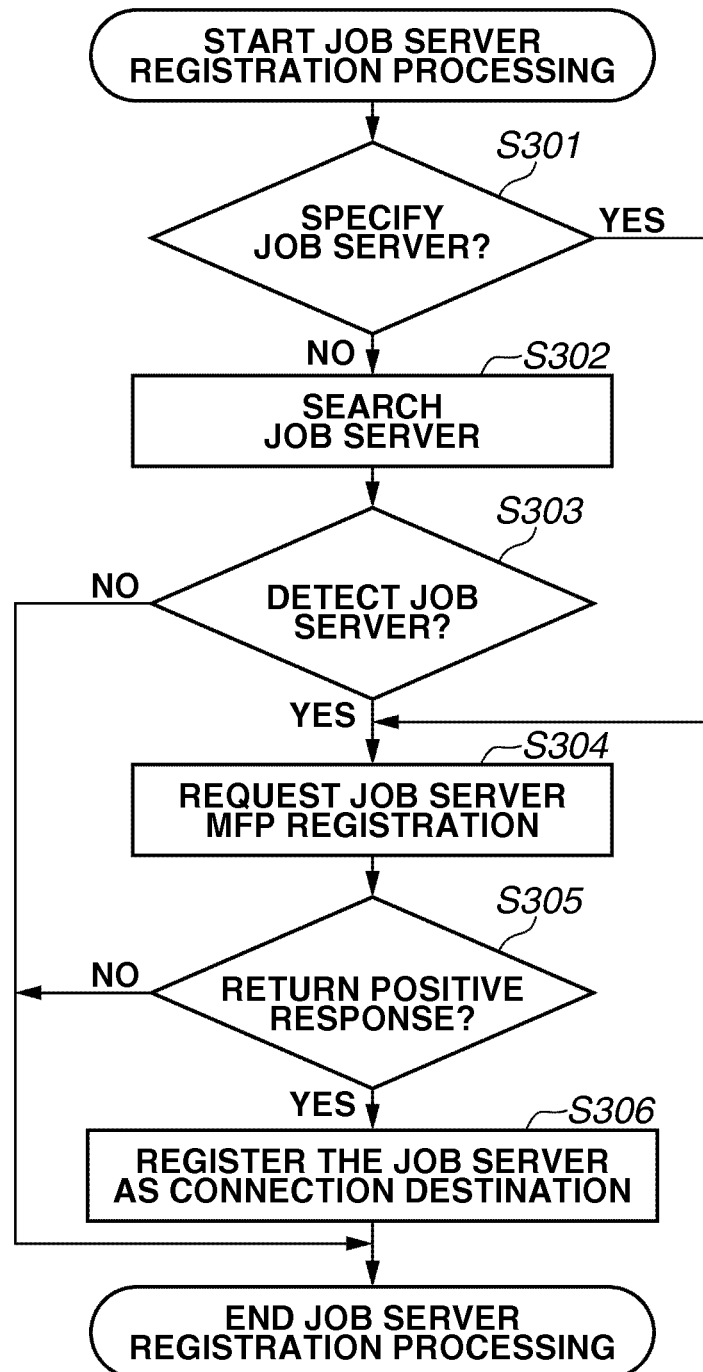 START JOB SERVER
REGISTRATION PROCESSING
S301
SPECIFY
JOB SERVER?
YES
NO
S302
SEARCH
JOB SERVER
S303
NO
DETECT JOB
SERVER?
YES
S304
REQUEST JOB SERVER
MFP REGISTRATION
S305
NO
RETURN POSITIVE
RESPONSE?
YES
S306
REGISTER THE JOB SERVER
AS CONNECTION DESTINATION
END JOB SERVER
REGISTRATION PROCESSING